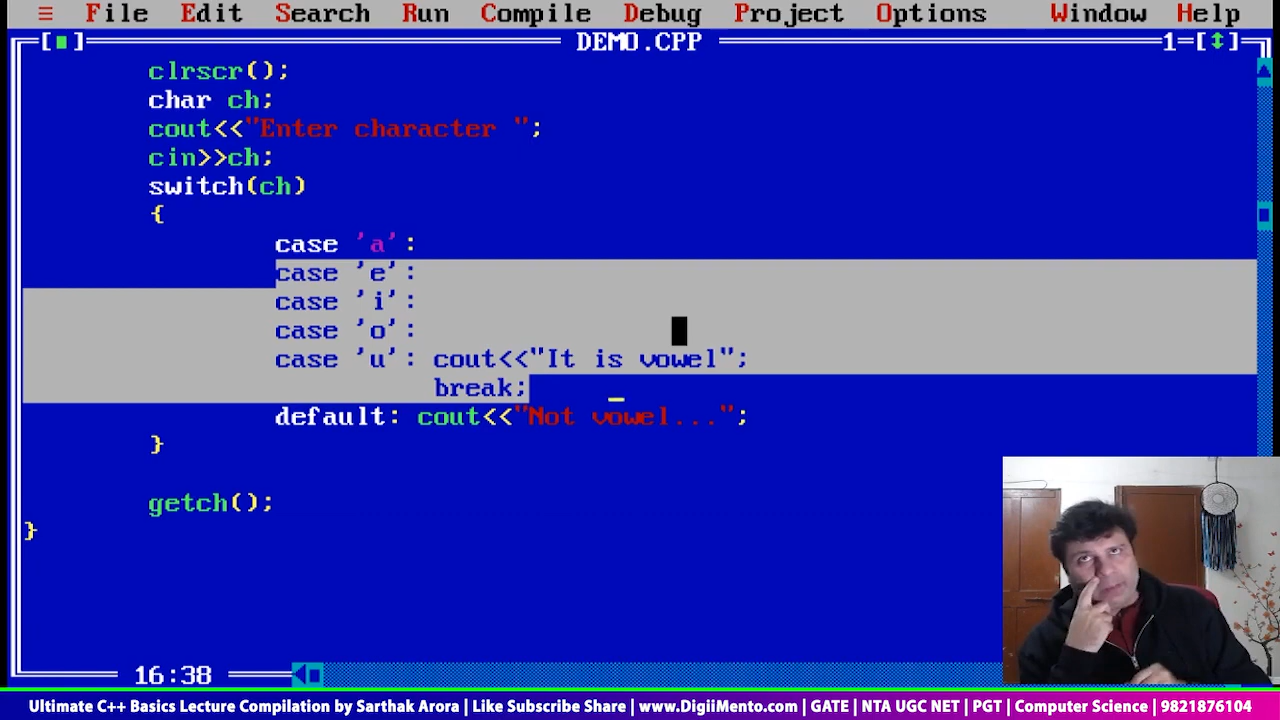 ≡ File Edit Search Run Compile Debug Project Options Window Help
[■] DEMO.CPP 1=[↕]
clrscr();
char ch;
cout<<"Enter character ";
cin>>ch;
switch(ch)
{
case 'a':
case 'e':
case 'i':
case 'o':
case 'u': cout<<"It is vowel";
break;
default: cout<<"Not vowel...";
}
getch();
}
16:38
Ultimate C++ Basics Lecture Compilation by Sarthak Arora | Like Subscribe Share | www.DigiiMento.com | GATE | NTA UGC NET | PGT | Computer Science | 9821876104